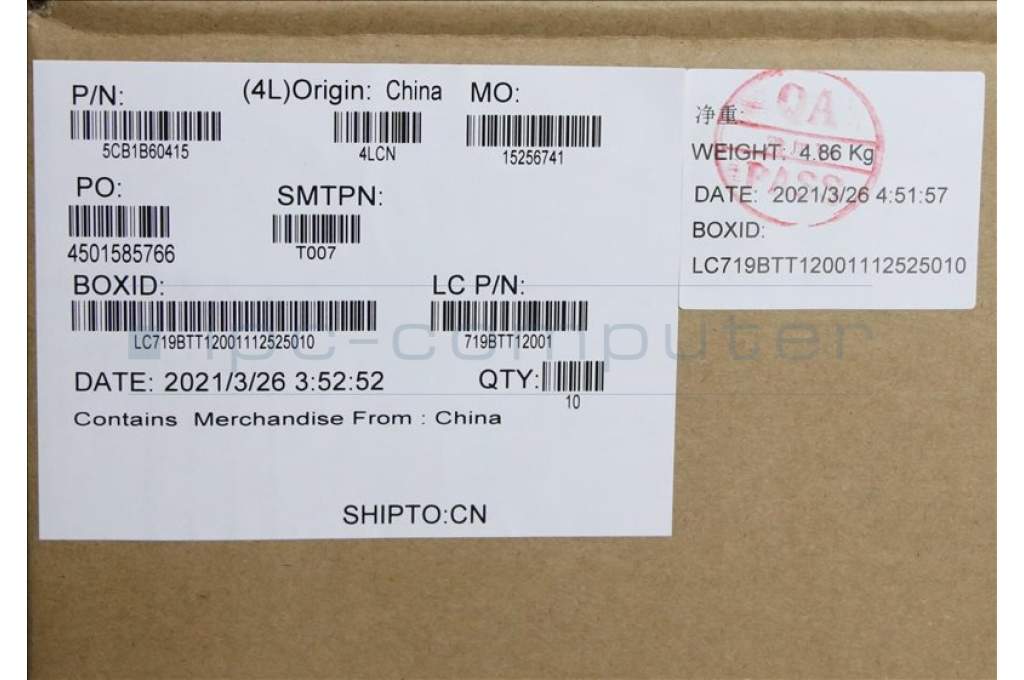 P/N:
5CB1B60415
(4L)Origin: China
4LCN
MO:
15256741
PO:
4501585766
SMTPN:
T007
BOXID:
LC719BTT12001112525010
LC P/N:
719BTT12001
DATE: 2021/3/26 3:52:52
QTY:
10
Contains Merchandise From : China
SHIPTO:CN
净重:
WEIGHT: 4.86 Kg
DATE: 2021/3/26 4:51:57
BOXID:
LC719BTT12001112525010
QA
PASS
ipc-computer